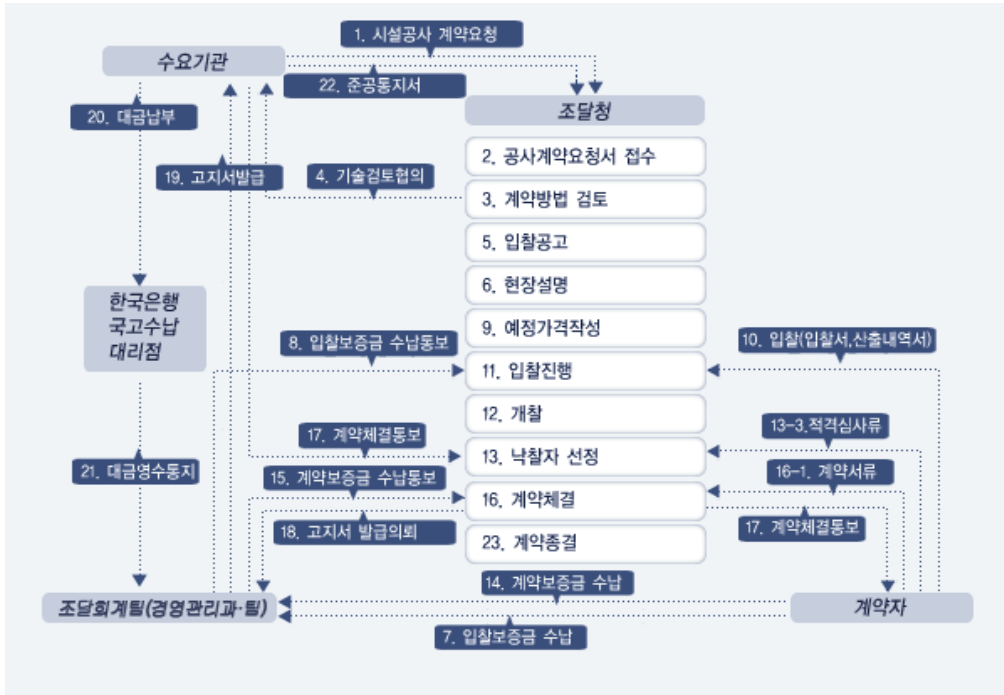 1. 시설공사 계약요청
수요기관
22. 준공통지서
조달청
20. 대금납부
2. 공사계약요청서 접수
19. 고지서발급
4. 기술검토협의
3. 계약방법 검토
5. 입찰공고
6. 현장설명
한국은행
국고수납
대리점
9. 예정가격작성
8. 입찰보증금 수납통보
10. 입찰(입찰서,산출내역서)
11. 입찰진행
12. 개찰
13-3.적격심사류
17. 계약체결통보
13. 낙찰자 선정
21. 대금영수통지
15. 계약보증금 수납통보
16-1. 계약서류
16. 계약체결
18. 고지서 발급의뢰
17. 계약체결통보
23. 계약종결
14. 계약보증금 수납
조달회계팀(경영관리과·팀)
계약자
7. 입찰보증금 수납